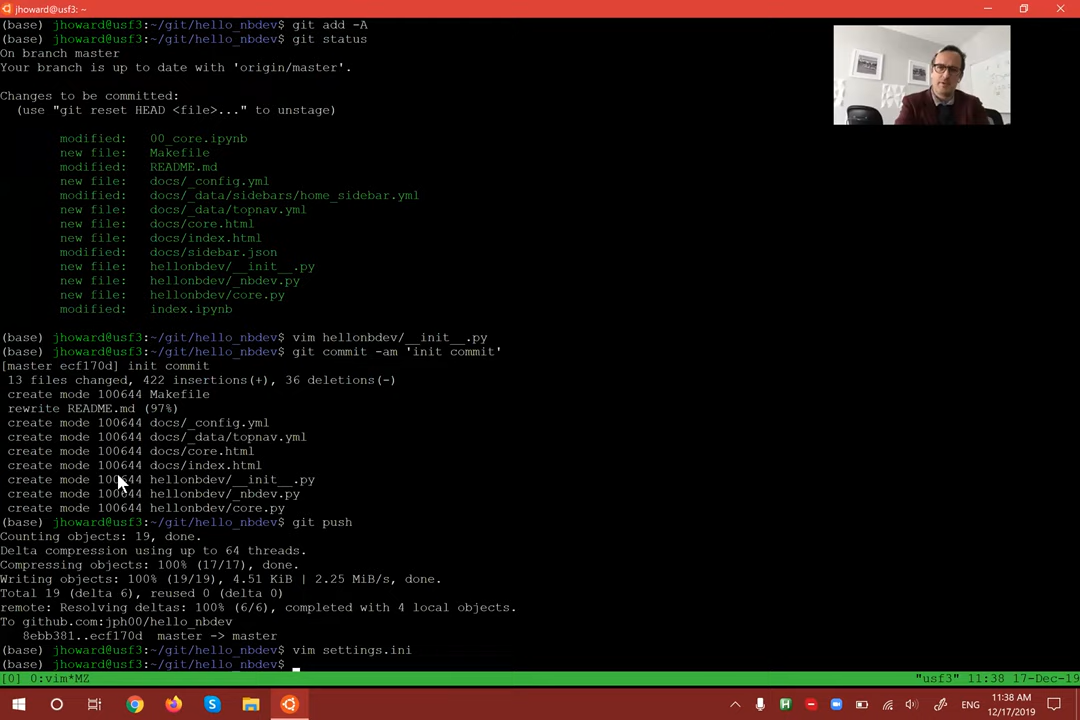 jhoward@usf3: ~
(base) jhoward@usf3:~/git/hello_nbdev$ git add -A
(base) jhoward@usf3:~/git/hello_nbdev$ git status
On branch master
Your branch is up to date with 'origin/master'.
Changes to be committed:
(use "git reset HEAD <file>..." to unstage)
modified: 00_core.ipynb
new file: Makefile
modified: README.md
new file: docs/_config.yml
modified: docs/_data/sidebars/home_sidebar.yml
new file: docs/_data/topnav.yml
new file: docs/core.html
new file: docs/index.html
modified: docs/sidebar.json
new file: hellonbdev/__init__.py
new file: hellonbdev/_nbdev.py
new file: hellonbdev/core.py
modified: index.ipynb
(base) jhoward@usf3:~/git/hello_nbdev$ vim hellonbdev/__init__.py
(base) jhoward@usf3:~/git/hello_nbdev$ git commit -am 'init commit'
[master ecf170d] init commit
13 files changed, 422 insertions(+), 36 deletions(-)
create mode 100644 Makefile
rewrite README.md (97%)
create mode 100644 docs/_config.yml
create mode 100644 docs/_data/topnav.yml
create mode 100644 docs/core.html
create mode 100644 docs/index.html
create mode 100644 hellonbdev/__init__.py
create mode 100644 hellonbdev/_nbdev.py
create mode 100644 hellonbdev/core.py
(base) jhoward@usf3:~/git/hello_nbdev$ git push
Counting objects: 19, done.
Delta compression using up to 64 threads.
Compressing objects: 100% (17/17), done.
Writing objects: 100% (19/19), 4.51 KiB | 2.25 MiB/s, done.
Total 19 (delta 6), reused 0 (delta 0)
remote: Resolving deltas: 100% (6/6), completed with 4 local objects.
To github.com:jph00/hello_nbdev
8ebb381..ecf170d master -> master
(base) jhoward@usf3:~/git/hello_nbdev$ vim settings.ini
(base) jhoward@usf3:~/git/hello_nbdev$
[0] 0:vim*MZ "usf3" 11:38 17-Dec-19
ENG 11:38 AM
12/17/2019